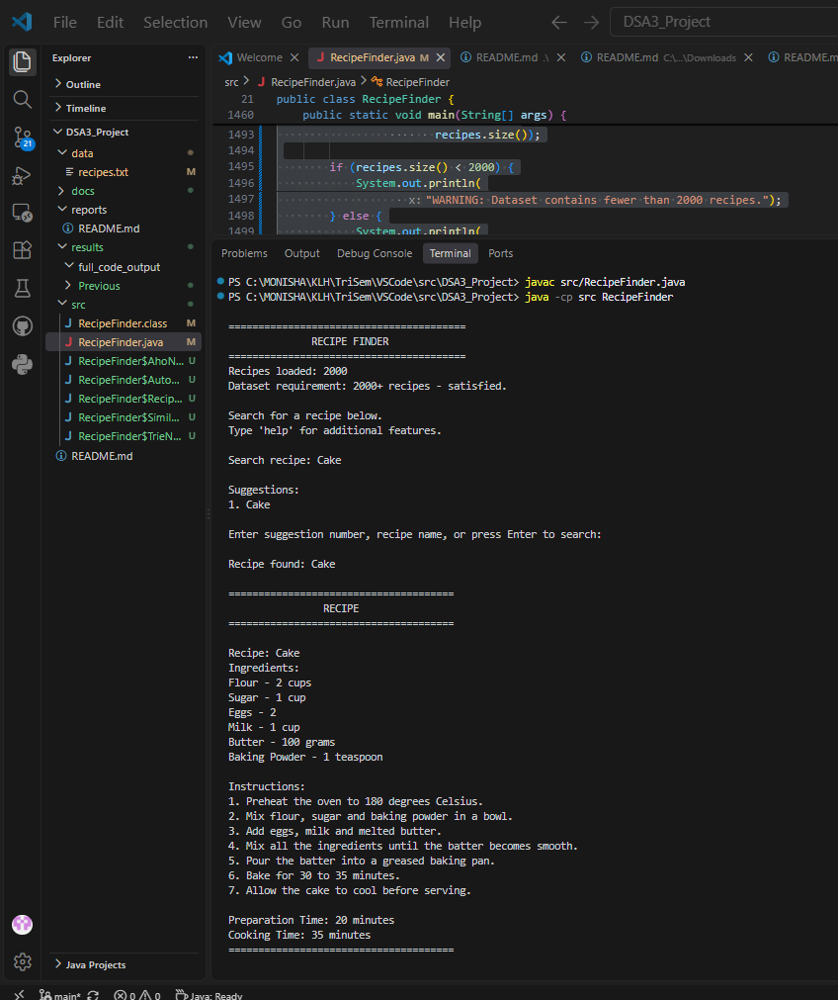 File Edit Selection View Go Run Terminal Help
DSA3_Project
Explorer
Outline
Timeline
DSA3_Project
data
recipes.txt M
docs
reports
README.md
results
full_code_output
Previous
src
RecipeFinder.class M
RecipeFinder.java M
RecipeFinder$AhoN... U
RecipeFinder$Auto... U
RecipeFinder$Recip... U
RecipeFinder$Simil... U
RecipeFinder$TrieN... U
README.md
Java Projects
21
Welcome
RecipeFinder.java M
README.md .\
README.md C:\...\Downloads
README.m
src > RecipeFinder.java > RecipeFinder
21 public class RecipeFinder {
1460 public static void main(String[] args) {
1493 recipes.size());
1494
1495 if (recipes.size() < 2000) {
1496 System.out.println(
1497 x: "WARNING: Dataset contains fewer than 2000 recipes.");
1498 } else {
1499 System.out.println(
Problems Output Debug Console Terminal Ports
PS C:\MONISHA\KLH\TriSem\VSCode\src\DSA3_Project> javac src/RecipeFinder.java
PS C:\MONISHA\KLH\TriSem\VSCode\src\DSA3_Project> java -cp src RecipeFinder
========================================
RECIPE FINDER
========================================
Recipes loaded: 2000
Dataset requirement: 2000+ recipes - satisfied.
Search for a recipe below.
Type 'help' for additional features.
Search recipe: Cake
Suggestions:
1. Cake
Enter suggestion number, recipe name, or press Enter to search:
Recipe found: Cake
======================================
RECIPE
======================================
Recipe: Cake
Ingredients:
Flour - 2 cups
Sugar - 1 cup
Eggs - 2
Milk - 1 cup
Butter - 100 grams
Baking Powder - 1 teaspoon
Instructions:
1. Preheat the oven to 180 degrees Celsius.
2. Mix flour, sugar and baking powder in a bowl.
3. Add eggs, milk and melted butter.
4. Mix all the ingredients until the batter becomes smooth.
5. Pour the batter into a greased baking pan.
6. Bake for 30 to 35 minutes.
7. Allow the cake to cool before serving.
Preparation Time: 20 minutes
Cooking Time: 35 minutes
======================================
main* 0 0 Java: Ready